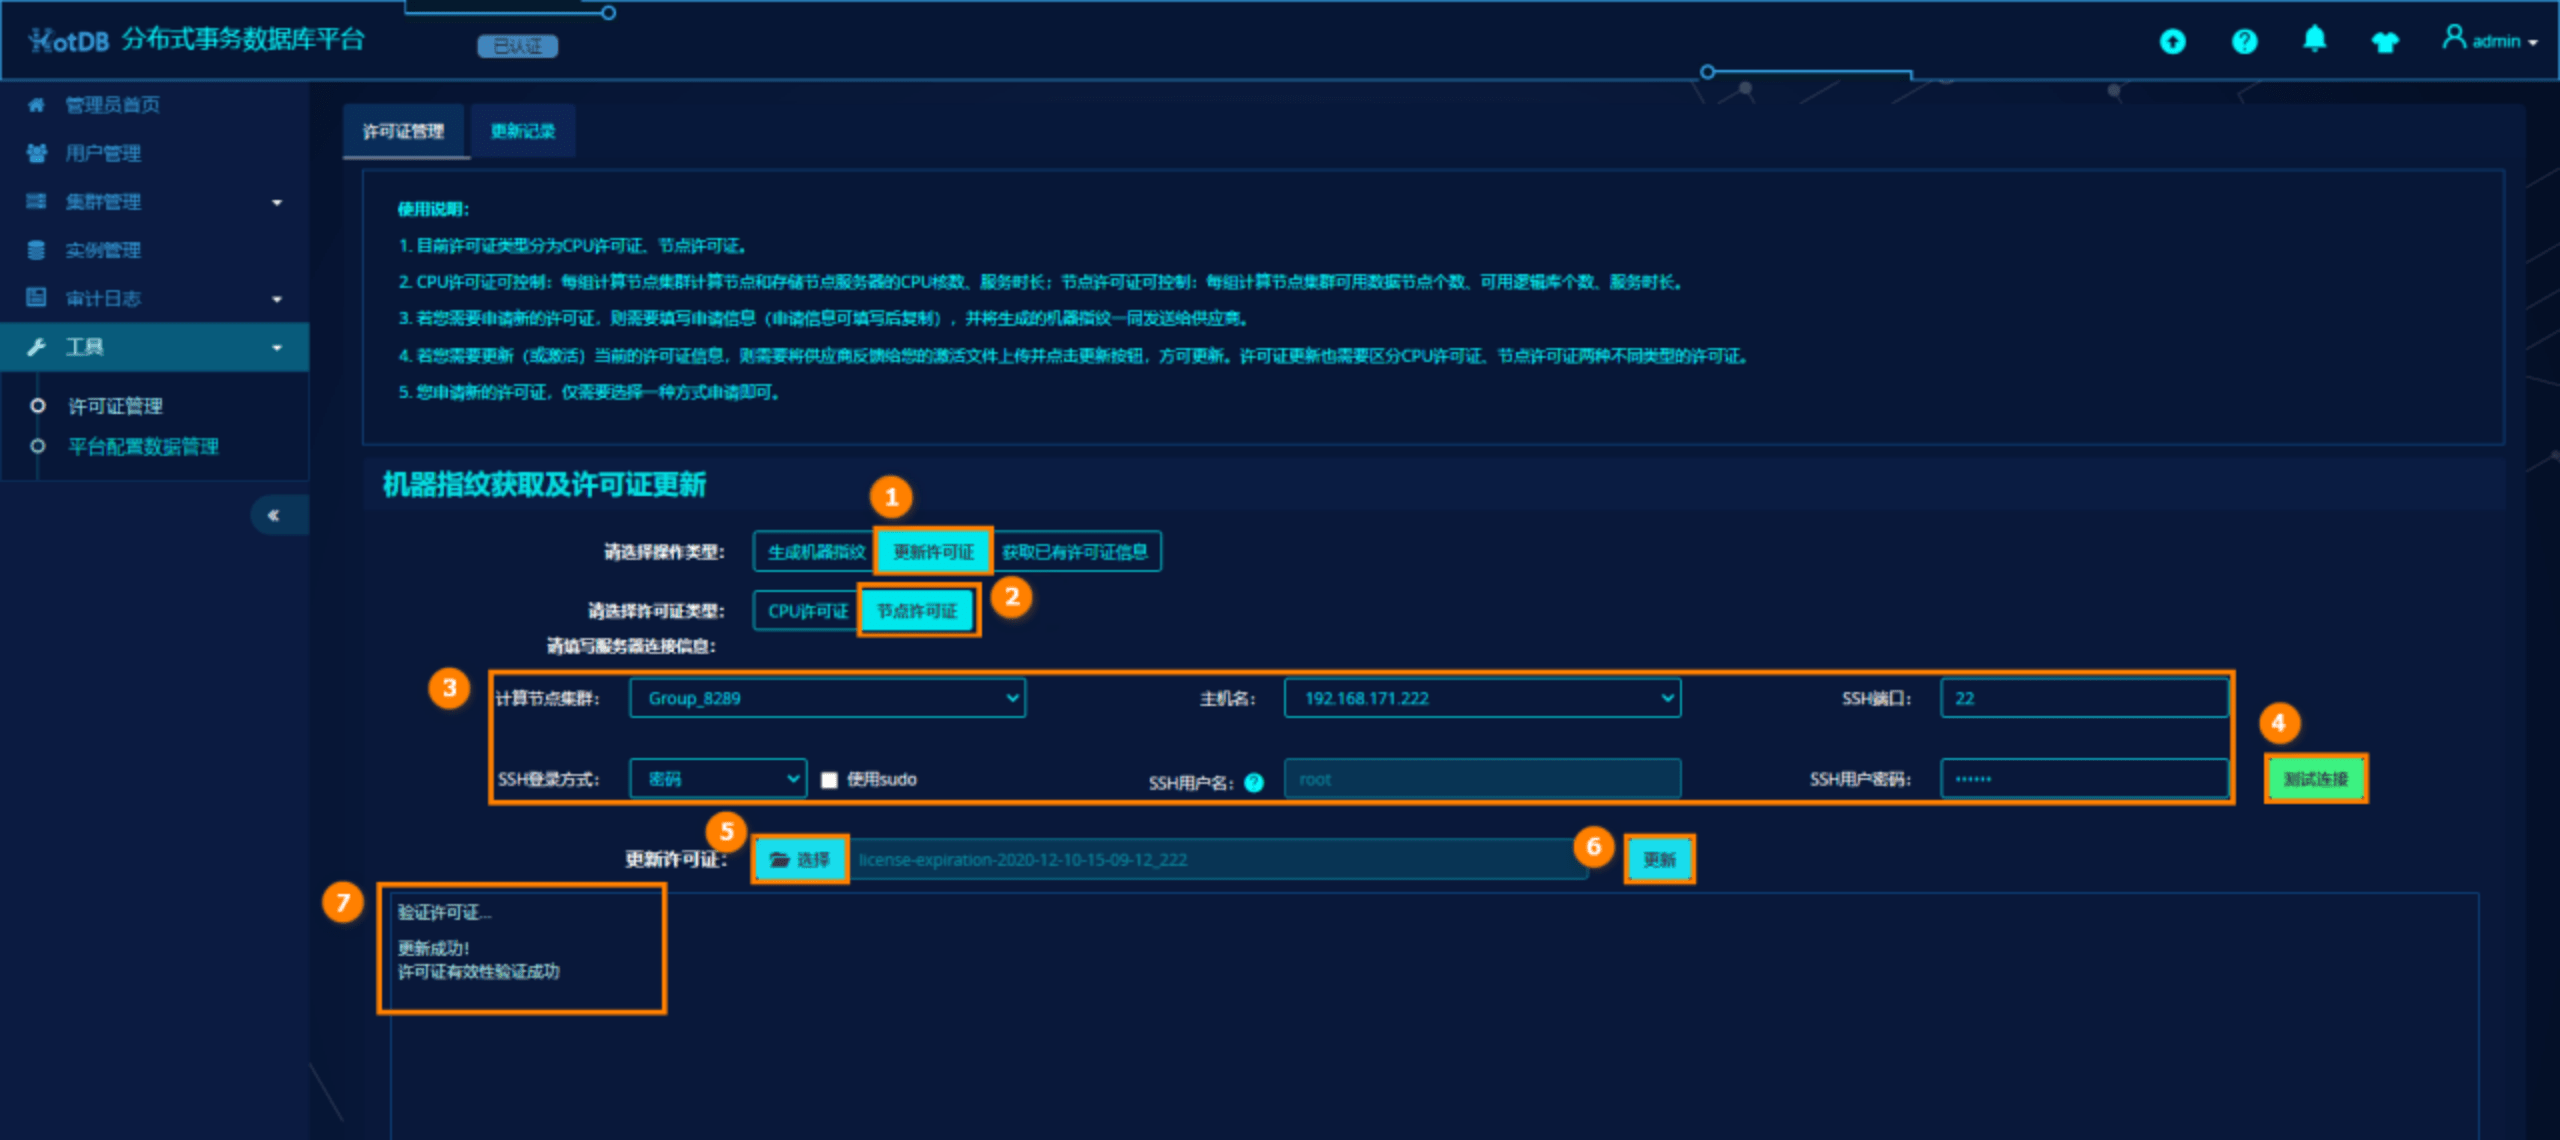 HotDB 分布式事务数据库平台
已认证
admin
管理员首页
用户管理
集群管理
实例管理
审计日志
工具
许可证管理
平台配置数据管理
许可证管理 更新记录
使用说明：
1. 目前许可证类型分为CPU许可证、节点许可证。
2. CPU许可证可控制：每组计算节点集群计算节点和存储节点服务器的CPU核数、服务时长；节点许可证可控制：每组计算节点集群可用数据节点个数、可用逻辑库个数、服务时长。
3. 若您需要申请新的许可证，则需要填写申请信息（申请信息可填写后复制），并将生成的机器指纹一同发送给供应商。
4. 若您需要更新（或激活）当前的许可证信息，则需要将供应商反馈给您的激活文件上传并点击更新按钮，方可更新。许可证更新也需要区分CPU许可证、节点许可证两种不同类型的许可证。
5. 您申请新的许可证，仅需要选择一种方式申请即可。
机器指纹获取及许可证更新
1
请选择操作类型： 生成机器指纹 更新许可证 获取已有许可证信息
请选择许可证类型： CPU许可证 节点许可证 2
请填写服务器连接信息：
3 计算节点集群： Group_8289 主机名： 192.168.171.222 SSH端口： 22
4
SSH登录方式： 密码 使用sudo SSH用户名： root SSH用户密码： ······ 测试连接
5 6
更新许可证： 选择 license-expiration-2020-12-10-15-09-12_222 更新
7
验证许可证...
更新成功！
许可证有效性验证成功